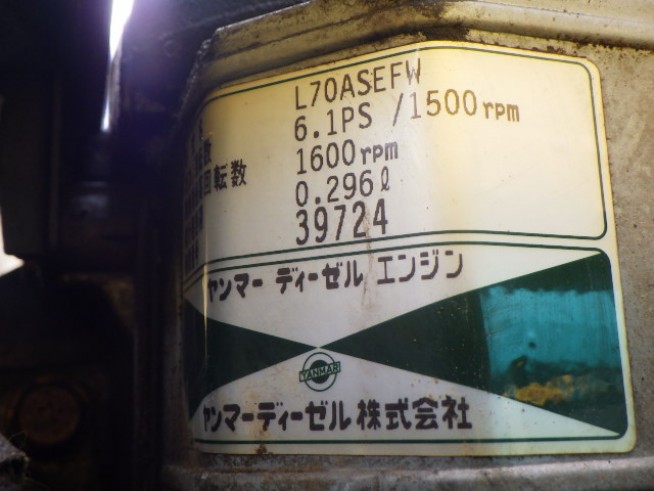 L70ASEFW
6.1PS /1500rpm
数 1600rpm
回転数 0.296ℓ
39724
ヤンマー ディーゼル エンジン
YANMAR
ヤンマーディーゼル株式会社